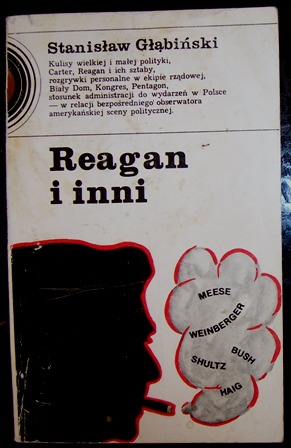 Stanisław Głąbiński
Kulisy wielkiej i małej polityki,
Carter, Reagan i ich sztaby,
rozgrywki personalne w ekipie rządowej,
Biały Dom, Kongres, Pentagon,
stosunek administracji do wydarzeń w Polsce
— w relacji bezpośredniego obserwatora
amerykańskiej sceny politycznej.
Reagan
i inni
MEESE
WEINBERGER
BUSH
SHULTZ
HAIG